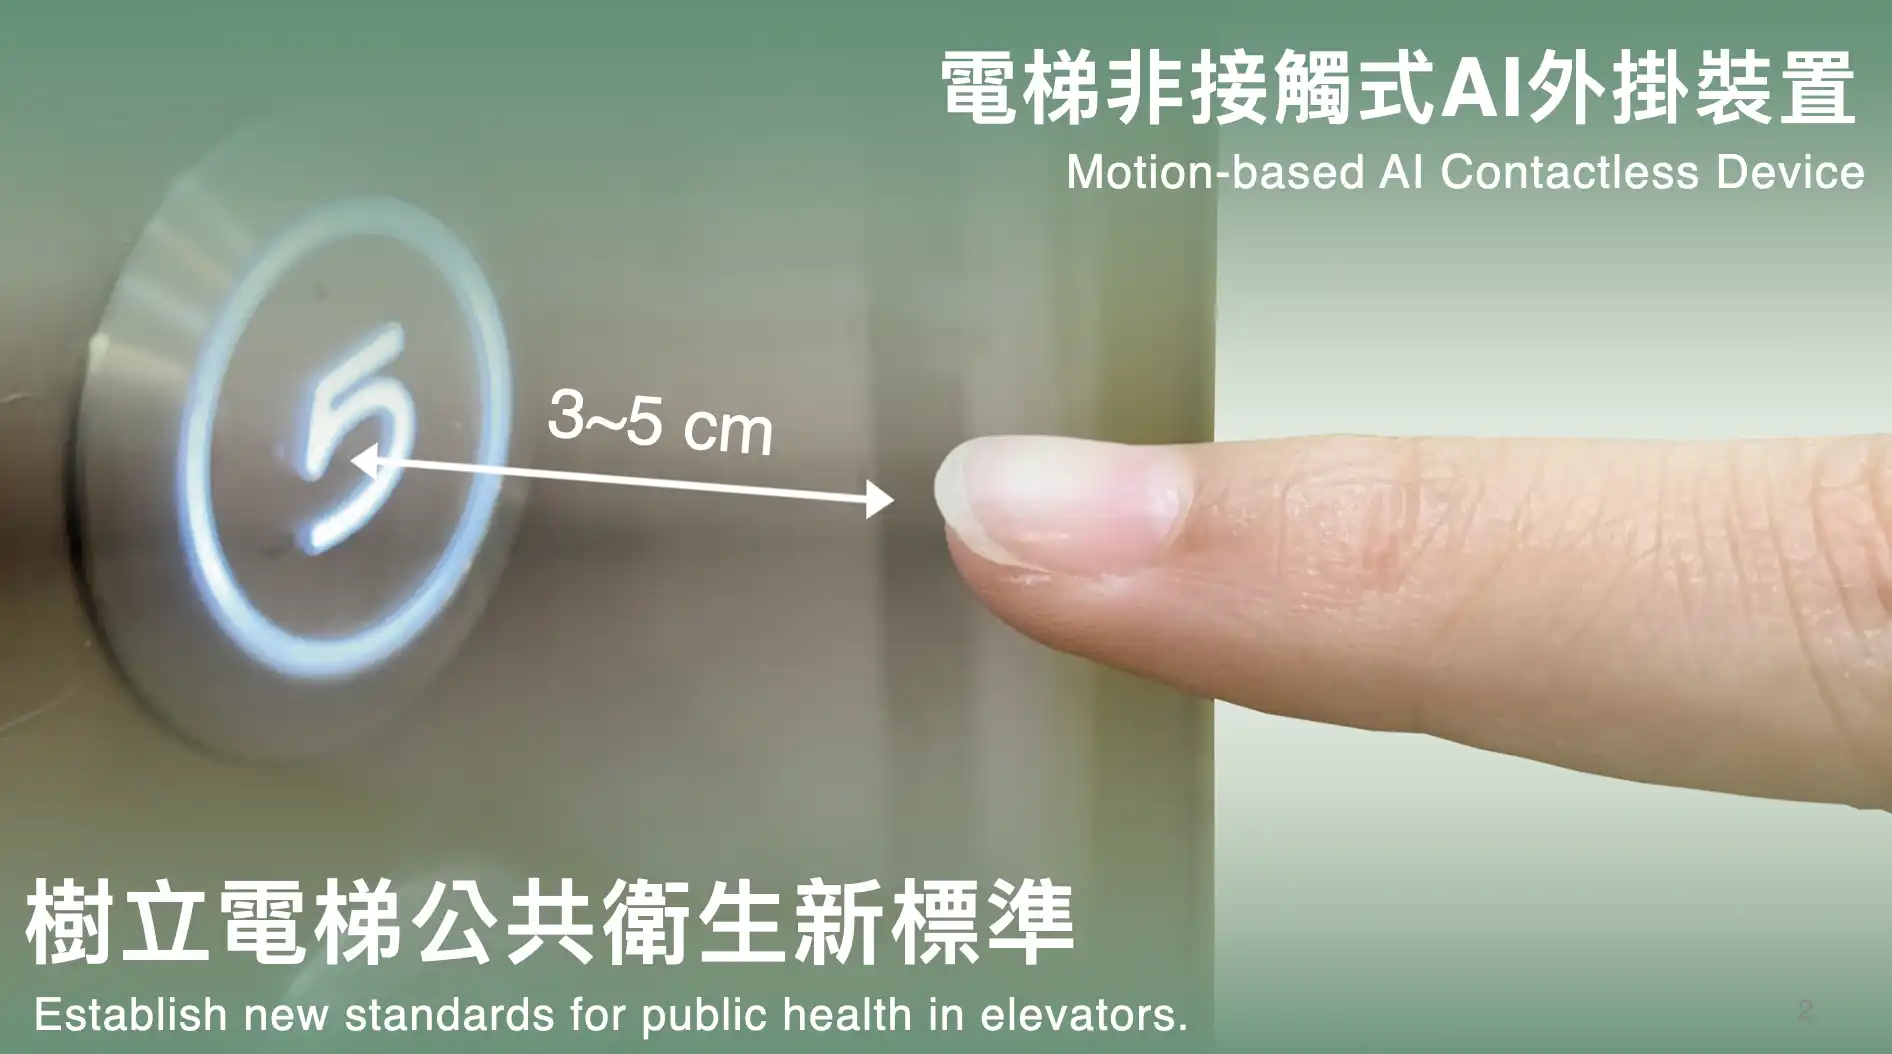 電梯非接觸式AI外掛裝置
Motion-based AI Contactless Device
5
3~5 cm
樹立電梯公共衛生新標準
Establish new standards for public health in elevators.
2